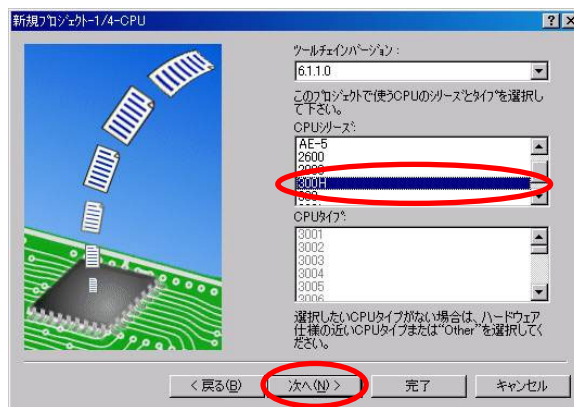 新規プロジェクト-1/4-CPU
ツールチェインバージョン :
6.1.1.0
このプロジェクトで使うCPUのシリーズとタイプを選択し
て下さい。
CPUシリーズ:
AE-5
2600
300H
CPUタイプ:
3001
3002
3003
3004
3005
3006
選択したいCPUタイプがない場合は、ハードウェア
仕様の近いCPUタイプまたは“Other”を選択してく
ださい。
< 戻る(B)
次へ(N) >
完了
キャンセル